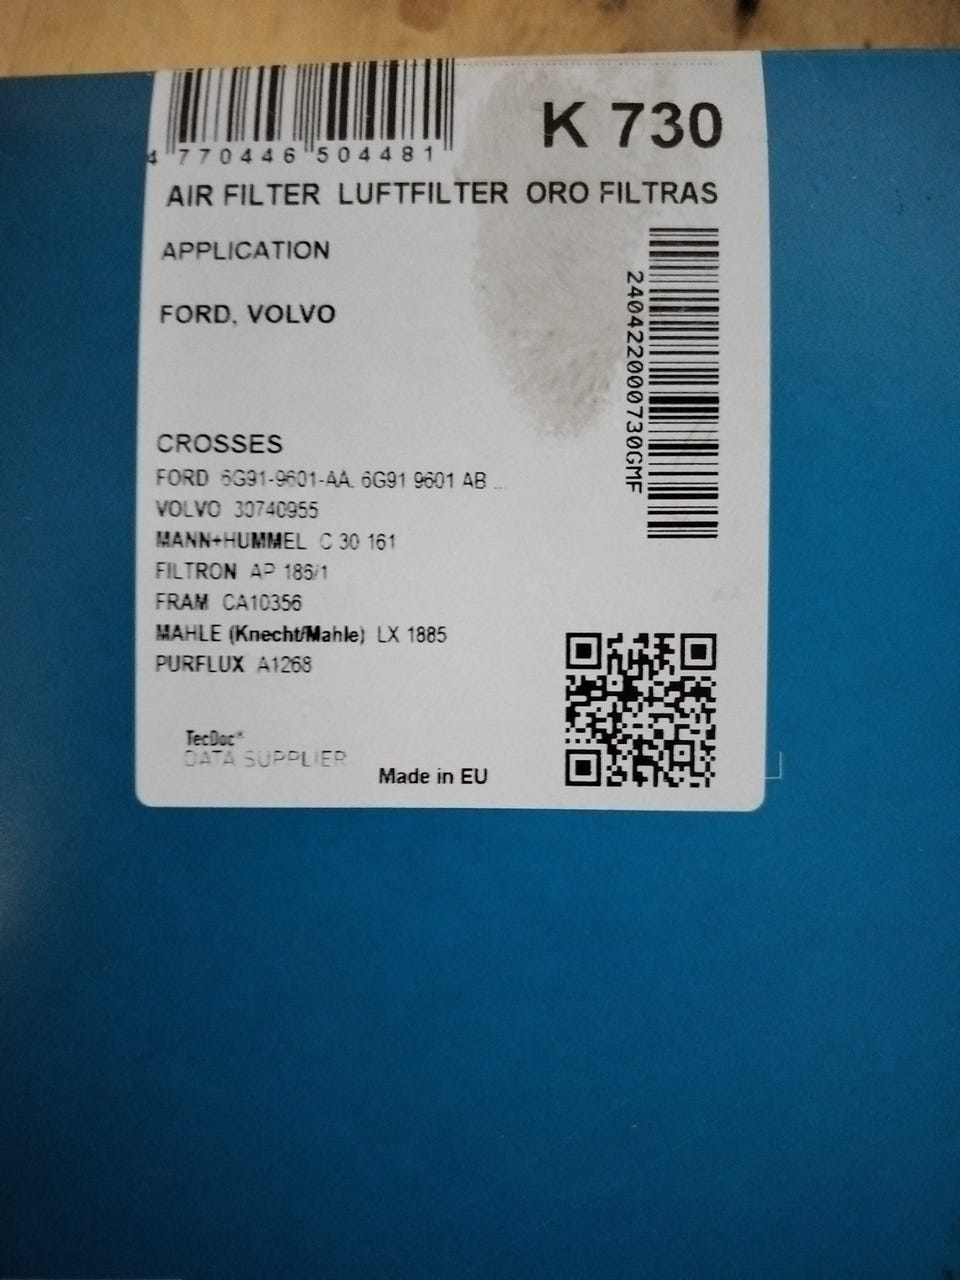 K 730
4 770446 504481
AIR FILTER LUFTFILTER ORO FILTRAS
APPLICATION
FORD, VOLVO
240422000730GMF
CROSSES
FORD 6G91-9601-AA, 6G91 9601 AB ...
VOLVO 30740955
MANN+HUMMEL C 30 161
FILTRON AP 185/1
FRAM CA10356
MAHLE (Knecht/Mahle) LX 1885
PURFLUX A1268
TecDoc®
DATA SUPPLIER
Made in EU